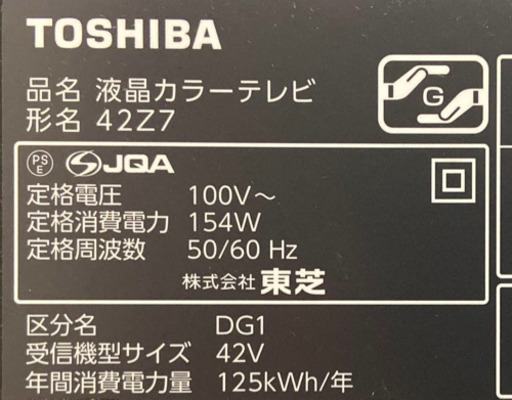 TOSHIBA
品名 液晶カラーテレビ
形名 42Z7
G
PS
E
JQA
定格電圧 100V～
定格消費電力 154W
定格周波数 50/60 Hz
株式会社 東芝
区分名 DG1
受信機型サイズ 42V
年間消費電力量 125kWh/年